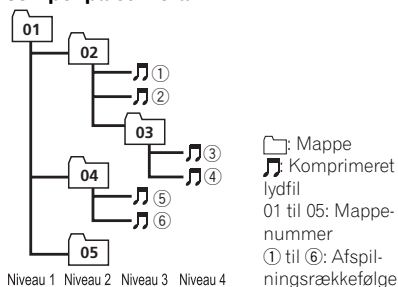 01
02
①
②
03
③
④
04
⑤
⑥
05
Niveau 1 Niveau 2 Niveau 3 Niveau 4
: Mappe
: Komprimeret
lydfil
01 til 05: Mappe-
nummer
① til ⑥: Afspil-
ningsrækkefølge